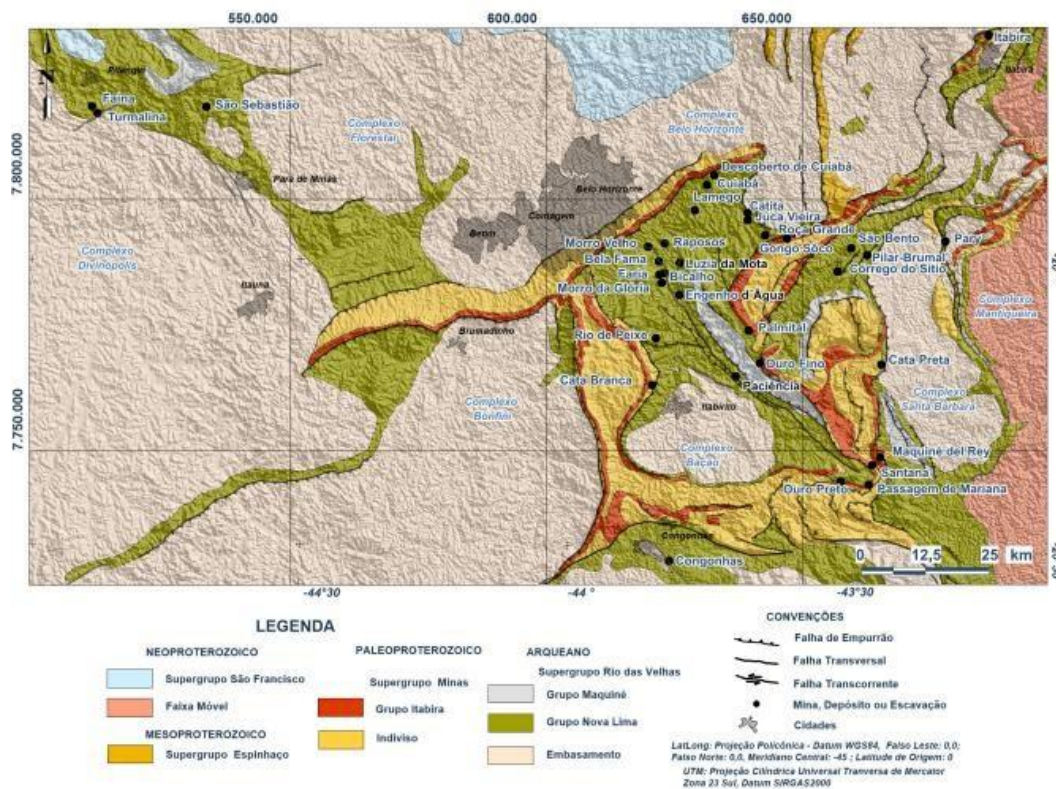 550.000 600.000 650.000
Itabira
Itabira
Pitangui
N
Faina
Turmalina
São Sebastião
Complexo
Florestal
Complexo
Belo Horizonte
7.800.000
Para de Minas
Belo Horizonte
Contagem
Betim
Descoberto de Cuiabá
Cuiabá
Lamego
Catita
Juca Vieira
Roça Grande
Gongo Sôco
São Bento
Pary
Pilar-Brumal
Córrego do Sítio
Morro Velho
Raposos
Bela Fama
Luzia da Mota
Faria
Bicalho
Morro da Glória
Engenho d'Água
Complexo
Divinópolis
Itauna
Complexo
Mantiqueira
Brumadinho
Rio de Peixe
Palmital
Ouro Fino
Cata Preta
Cata Branca
Paciência
Complexo
Bonfim
Itabirito
Complexo
Santa Bárbara
7.750.000
Complexo
Bação
Maquiné del Rey
Santana
Ouro Preto
Passagem de Mariana
Congonhas
Congonhas
0 12,5 25 km
-44°30 -44° -43°30
LEGENDA
NEOPROTEROZOICO
Supergrupo São Francisco
Faixa Móvel
MESOPROTEROZOICO
Supergrupo Espinhaço
PALEOPROTEROZOICO
Supergrupo Minas
Grupo Itabira
Indiviso
ARQUEANO
Supergrupo Rio das Velhas
Grupo Maquiné
Grupo Nova Lima
Embasamento
CONVENÇÕES
Falha de Empurrão
Falha Transversal
Falha Transcorrente
Mina, Depósito ou Escavação
Cidades
LatLong: Projeção Policônica - Datum WGS84, Falso Leste: 0,0;
Falso Norte: 0,0, Meridiano Central: -45 ; Latitude de Origem: 0
UTM: Projeção Cilíndrica Universal Tranversa de Mercator
Zona 23 Sul, Datum SIRGAS2000